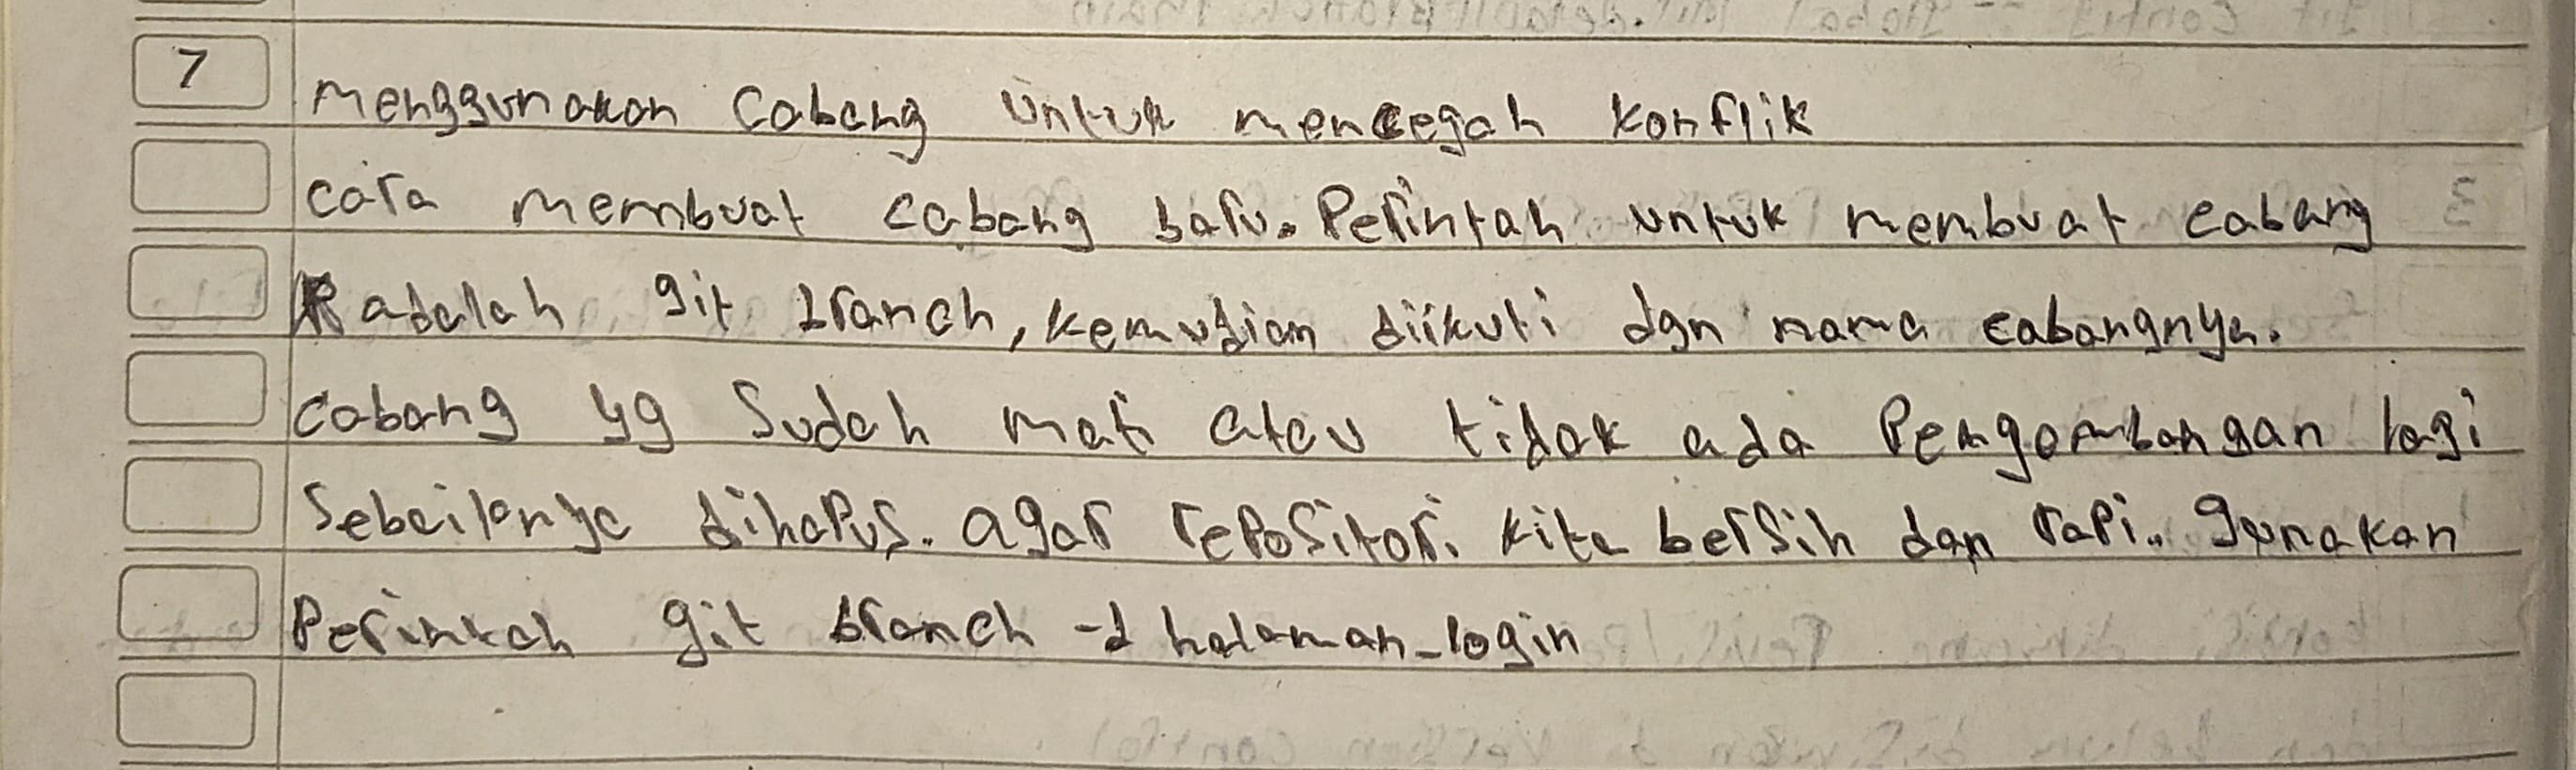 7 menggunakan cabang untuk mencegah konflik
cara membuat cabang baru. Perintah untuk membuat cabang
adalah git branch, kemudian diikuti dgn nama cabangnya.
cabang yg sudah mati atau tidak ada Pengembangan lagi
sebaiknya dihapus. agar repositori kita bersih dan rapi.. gunakan
Perintah git branch -d halaman_login